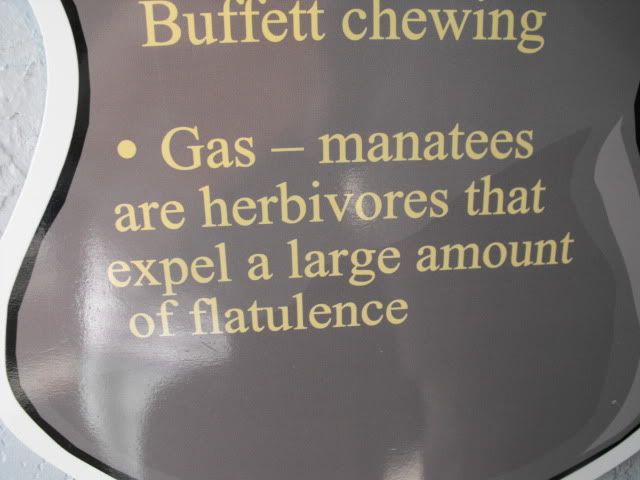 Buffett chewing
• Gas – manatees
are herbivores that
expel a large amount
of flatulence